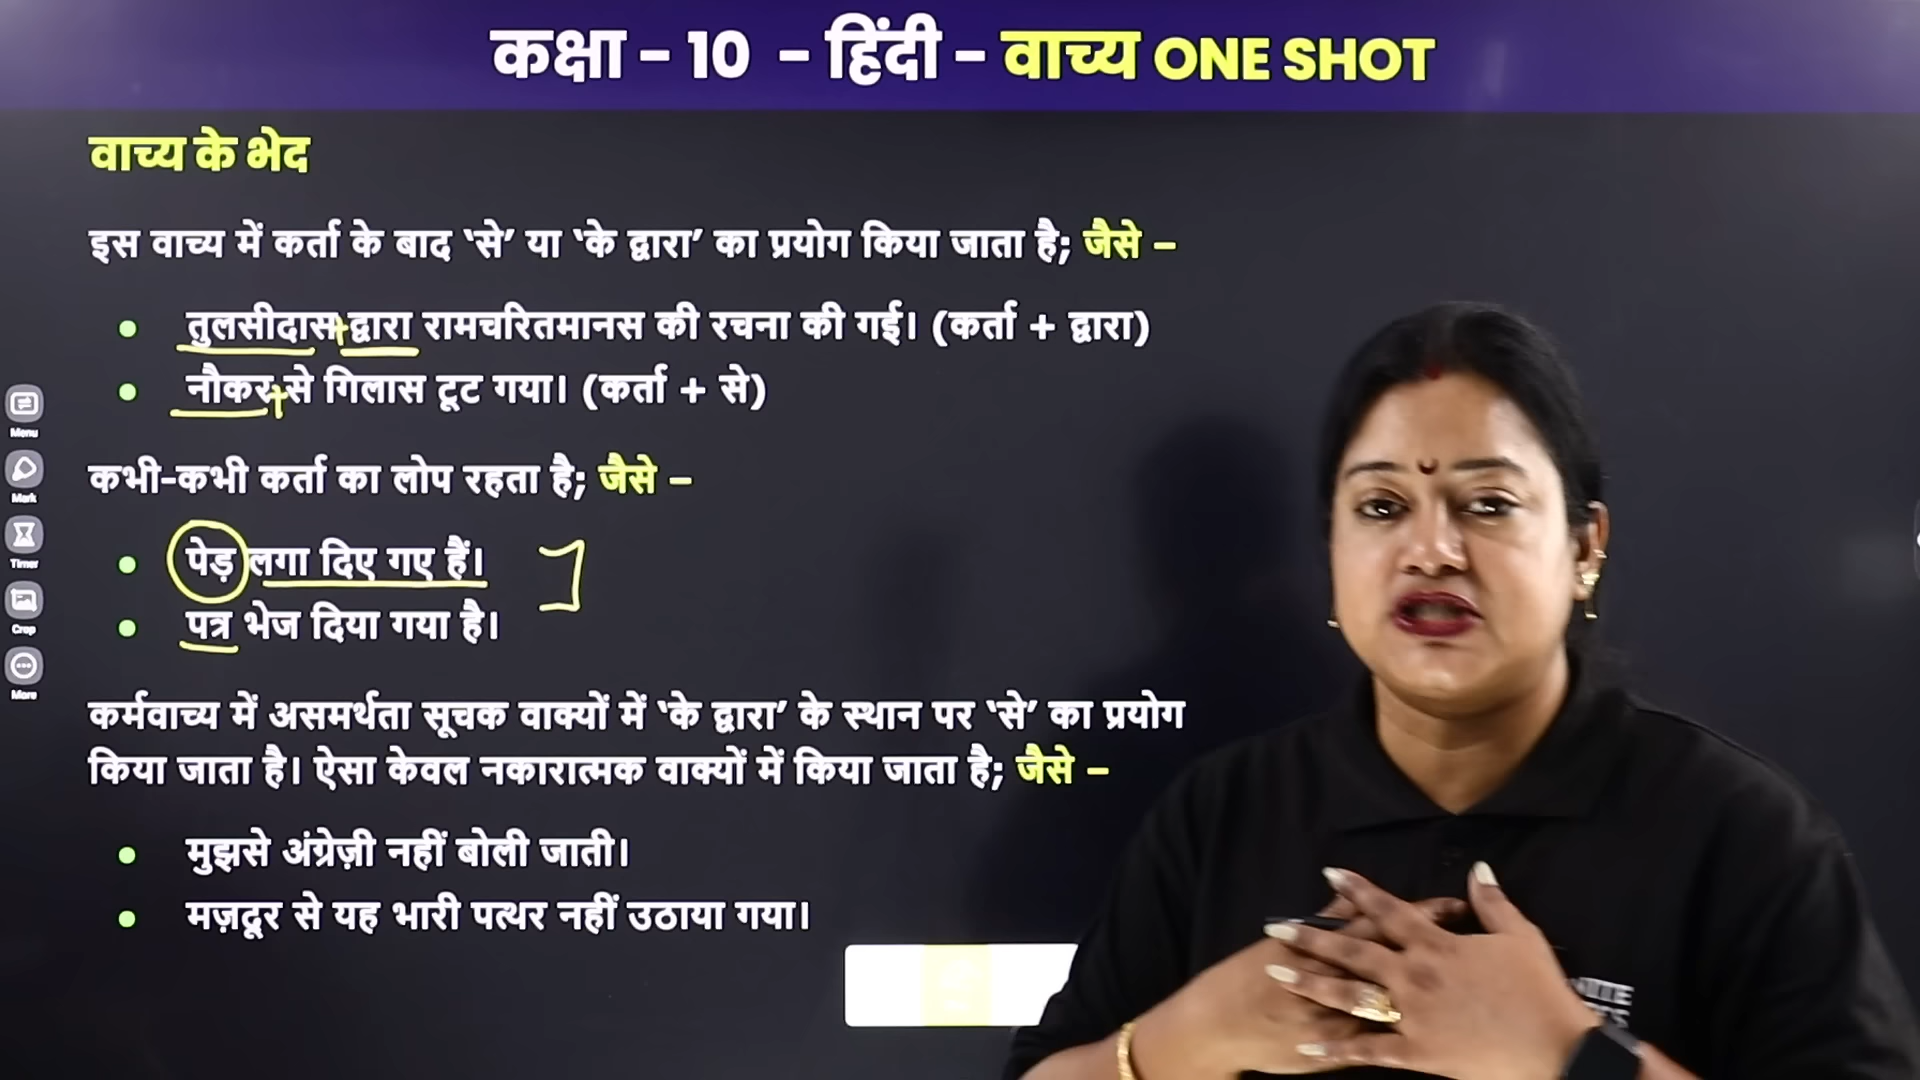 कक्षा – 10 – हिंदी – वाच्य ONE SHOT
वाच्य के भेद
इस वाच्य में कर्ता के बाद ‘से’ या ‘के द्वारा’ का प्रयोग किया जाता है; जैसे –
तुलसीदास+द्वारा रामचरितमानस की रचना की गई। (कर्ता + द्वारा)
नौकर+से गिलास टूट गया। (कर्ता + से)
कभी-कभी कर्ता का लोप रहता है; जैसे –
पेड़ लगा दिए गए हैं।
पत्र भेज दिया गया है।
कर्मवाच्य में असमर्थता सूचक वाक्यों में ‘के द्वारा’ के स्थान पर ‘से’ का प्रयोग
किया जाता है। ऐसा केवल नकारात्मक वाक्यों में किया जाता है; जैसे –
मुझसे अंग्रेज़ी नहीं बोली जाती।
मज़दूर से यह भारी पत्थर नहीं उठाया गया।
Menu
Mark
Timer
Crop
More